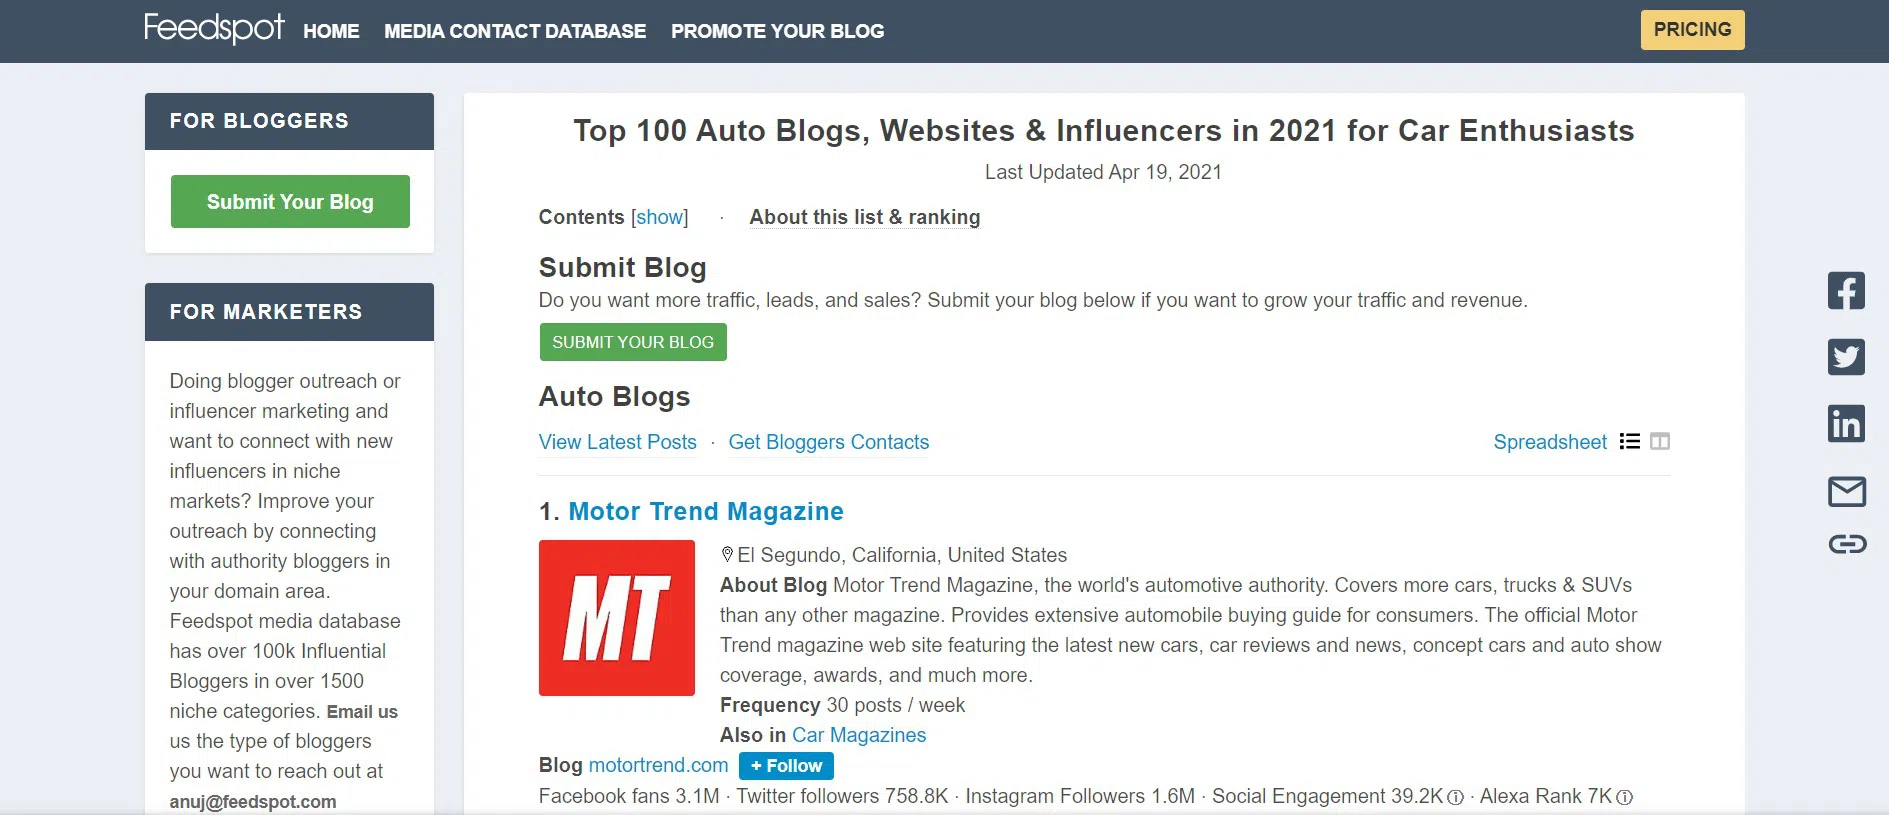 Feedspot HOME MEDIA CONTACT DATABASE PROMOTE YOUR BLOG PRICING
FOR BLOGGERS
Submit Your Blog
FOR MARKETERS
Doing blogger outreach or
influencer marketing and
want to connect with new
influencers in niche
markets? Improve your
outreach by connecting
with authority bloggers in
your domain area.
Feedspot media database
has over 100k Influential
Bloggers in over 1500
niche categories. Email us
us the type of bloggers
you want to reach out at
anuj@feedspot.com
Top 100 Auto Blogs, Websites & Influencers in 2021 for Car Enthusiasts
Last Updated Apr 19, 2021
Contents [show] · About this list & ranking
Submit Blog
Do you want more traffic, leads, and sales? Submit your blog below if you want to grow your traffic and revenue.
SUBMIT YOUR BLOG
Auto Blogs
View Latest Posts · Get Bloggers Contacts Spreadsheet
1. Motor Trend Magazine
MT
El Segundo, California, United States
About Blog Motor Trend Magazine, the world's automotive authority. Covers more cars, trucks & SUVs
than any other magazine. Provides extensive automobile buying guide for consumers. The official Motor
Trend magazine web site featuring the latest new cars, car reviews and news, concept cars and auto show
coverage, awards, and much more.
Frequency 30 posts / week
Also in Car Magazines
Blog motortrend.com + Follow
Facebook fans 3.1M · Twitter followers 758.8K · Instagram Followers 1.6M · Social Engagement 39.2K · Alexa Rank 7K